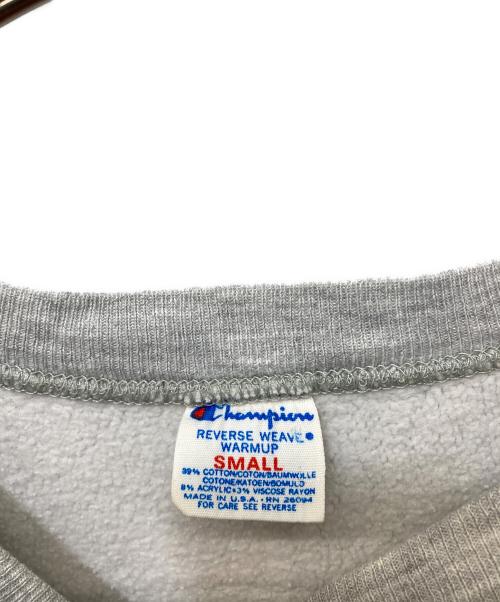 Champion
REVERSE WEAVE
WARMUP
SMALL
89% COTTON/COTON/BAUMWOLLE
COTONE/KATOEN/BOMULD
8% ACRYLIC•3% VISCOSE RAYON
MADE IN U.S.A.•RN 26094
FOR CARE SEE REVERSE